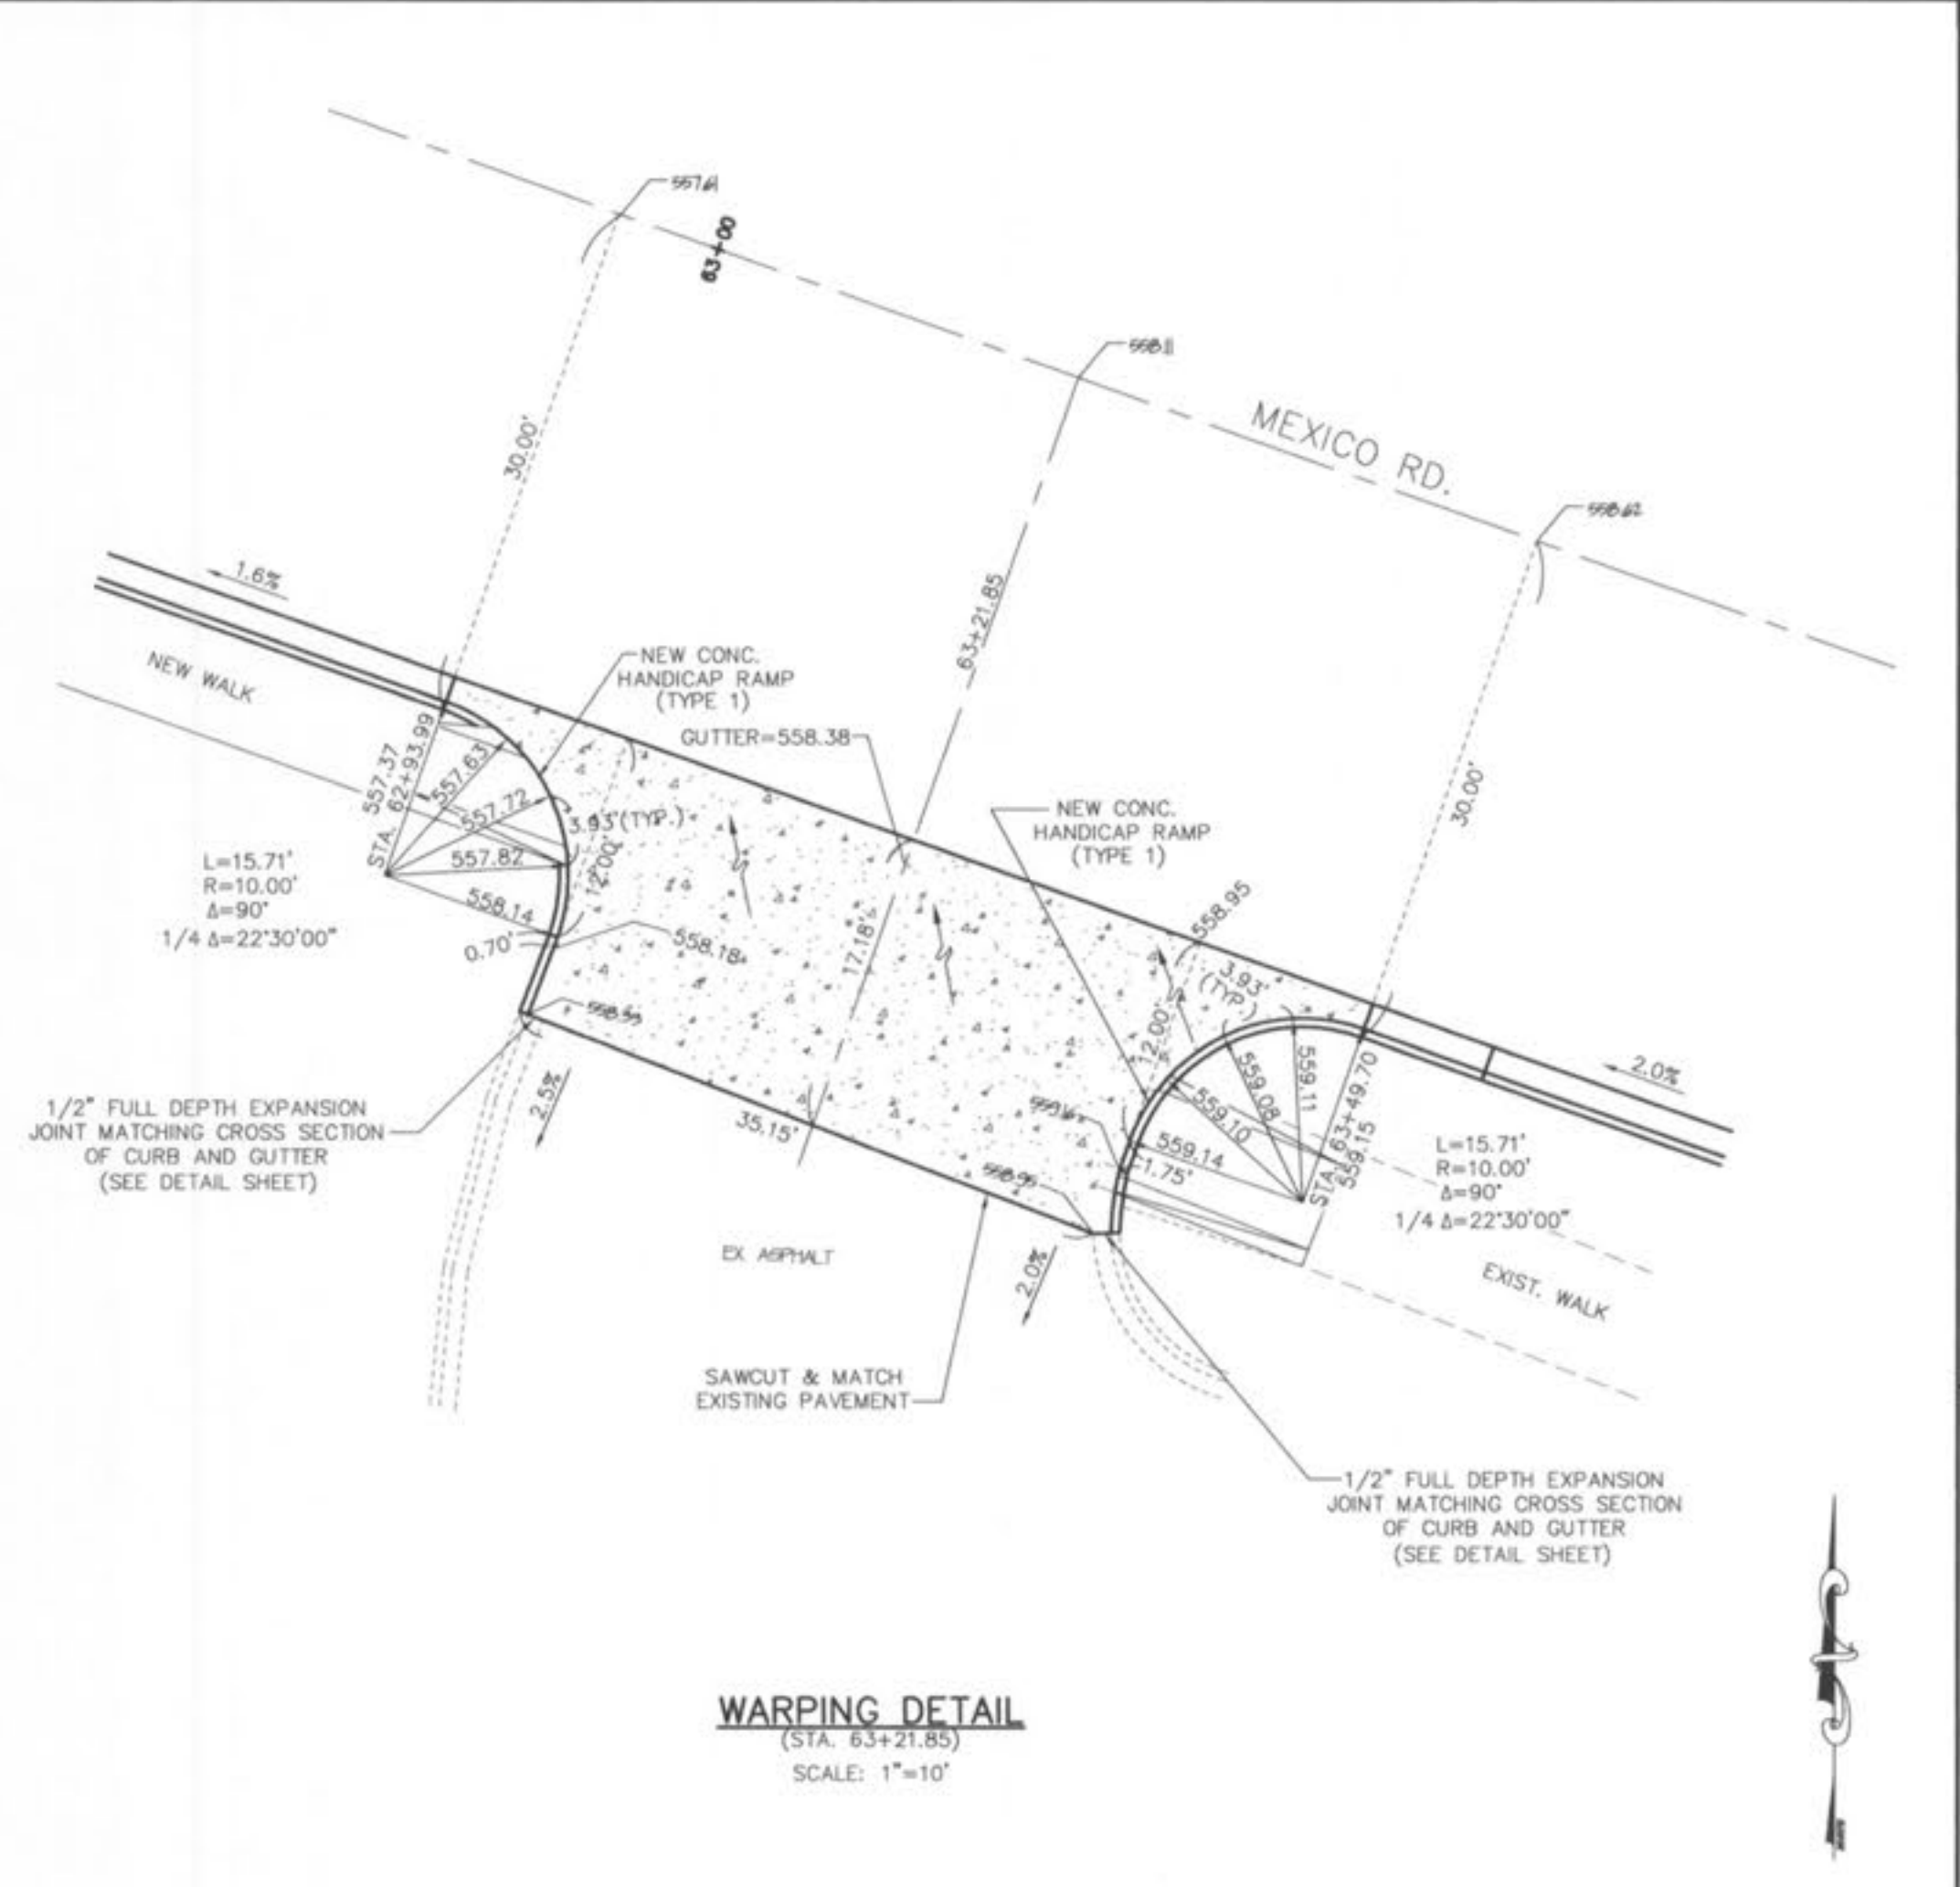 557.61
63+00
558.11
MEXICO RD.
558.62
30.00'
63+21.85
30.00'
1.6%
NEW WALK
NEW CONC.
HANDICAP RAMP
(TYPE 1)
GUTTER=558.38
557.37
STA. 62+93.99
557.63
557.72
557.82
558.14
3.93'(TYP.)
12.00'
0.70'
558.18
L=15.71'
R=10.00'
Δ=90°
1/4 Δ=22°30'00"
NEW CONC.
HANDICAP RAMP
(TYPE 1)
17.18'
558.95
3.93'
(TYP.)
12.00'
2.0%
559.11
559.08
559.10
559.14
1.75'
STA. 63+49.70
559.15
L=15.71'
R=10.00'
Δ=90°
1/4 Δ=22°30'00"
EXIST. WALK
1/2" FULL DEPTH EXPANSION
JOINT MATCHING CROSS SECTION
OF CURB AND GUTTER
(SEE DETAIL SHEET)
2.5%
35.15'
EX ASPHALT
2.0%
SAWCUT & MATCH
EXISTING PAVEMENT
1/2" FULL DEPTH EXPANSION
JOINT MATCHING CROSS SECTION
OF CURB AND GUTTER
(SEE DETAIL SHEET)
WARPING DETAIL
(STA. 63+21.85)
SCALE: 1"=10'